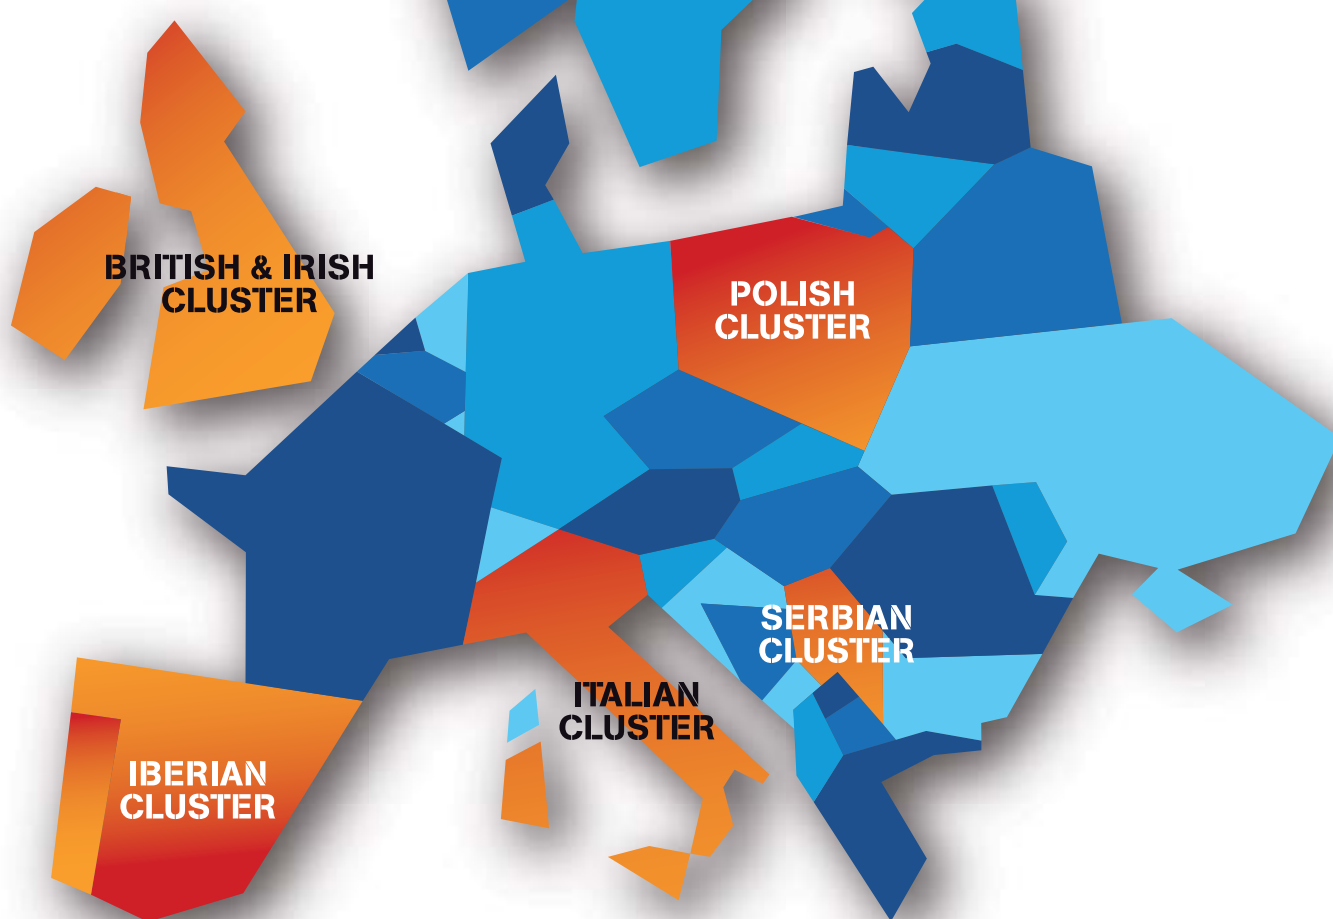 BRITISH & IRISH
CLUSTER
POLISH
CLUSTER
SERBIAN
CLUSTER
ITALIAN
CLUSTER
IBERIAN
CLUSTER